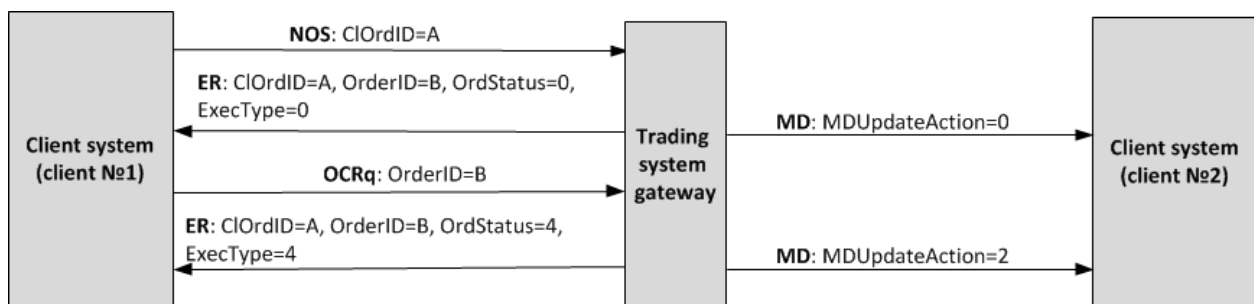 NOS: ClOrdID=A
ER: ClOrdID=A, OrderID=B, OrdStatus=0,
ExecType=0
Client system
(client №1)
OCRq: OrderID=B
ER: ClOrdID=A, OrderID=B, OrdStatus=4,
ExecType=4
Trading
system
gateway
MD: MDUpdateAction=0
MD: MDUpdateAction=2
Client system
(client №2)